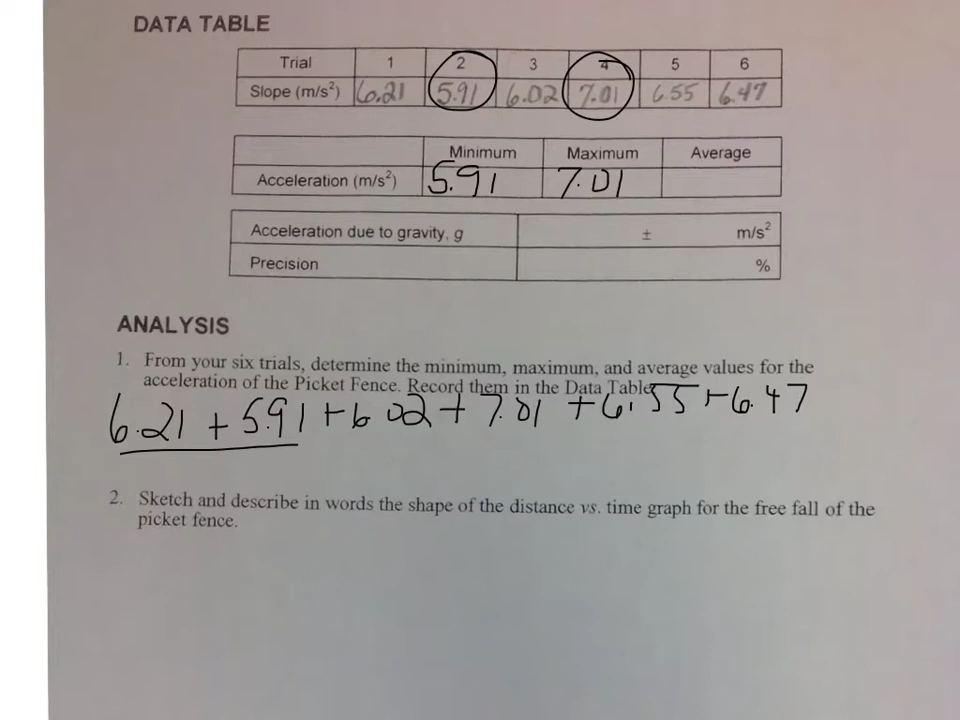 DATA TABLE
Trial 1 2 3 4 5 6
Slope (m/s²) 6.21 5.91 6.02 7.01 6.55 6.47
Minimum Maximum Average
Acceleration (m/s²) 5.91 7.01
Acceleration due to gravity, g ± m/s²
Precision %
ANALYSIS
1. From your six trials, determine the minimum, maximum, and average values for the
acceleration of the Picket Fence. Record them in the Data Table.
6.21 + 5.91 + 6.02 + 7.01 + 6.55 + 6.47
2. Sketch and describe in words the shape of the distance vs. time graph for the free fall of the
picket fence.